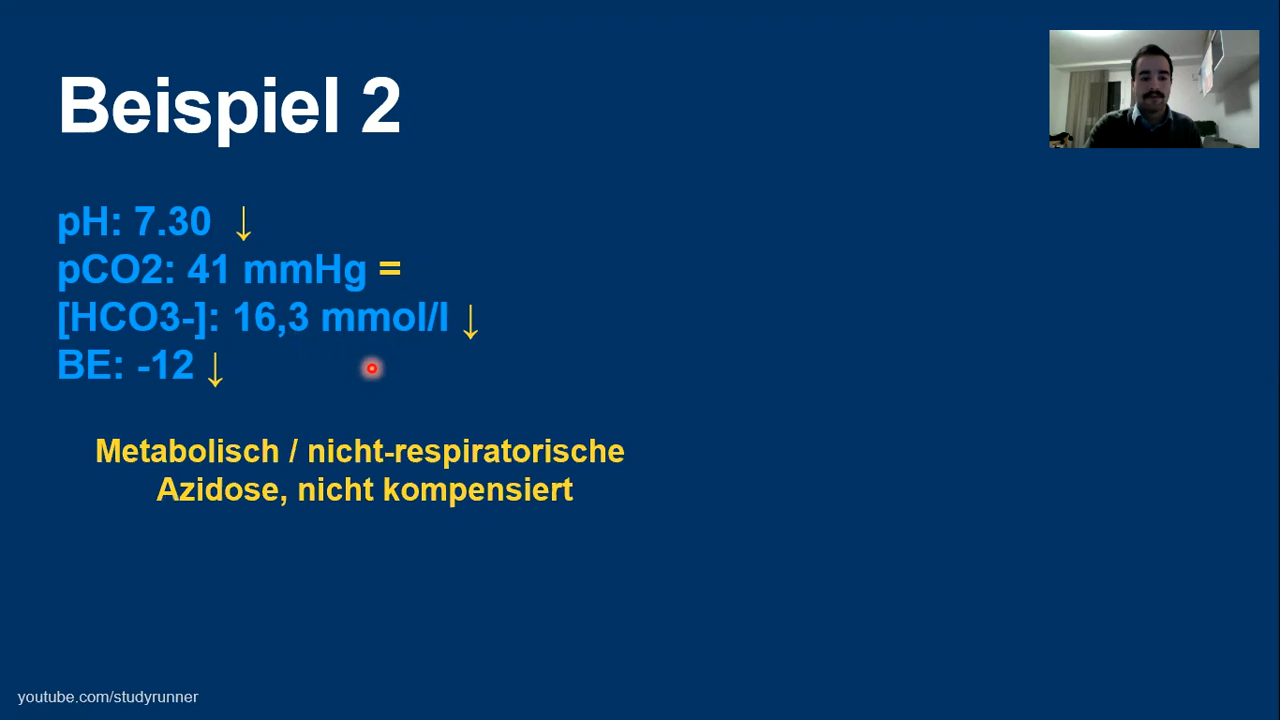 Beispiel 2
pH: 7.30 ↓
pCO2: 41 mmHg =
[HCO3-]: 16,3 mmol/l ↓
BE: -12 ↓
Metabolisch / nicht-respiratorische
Azidose, nicht kompensiert
youtube.com/studyrunner